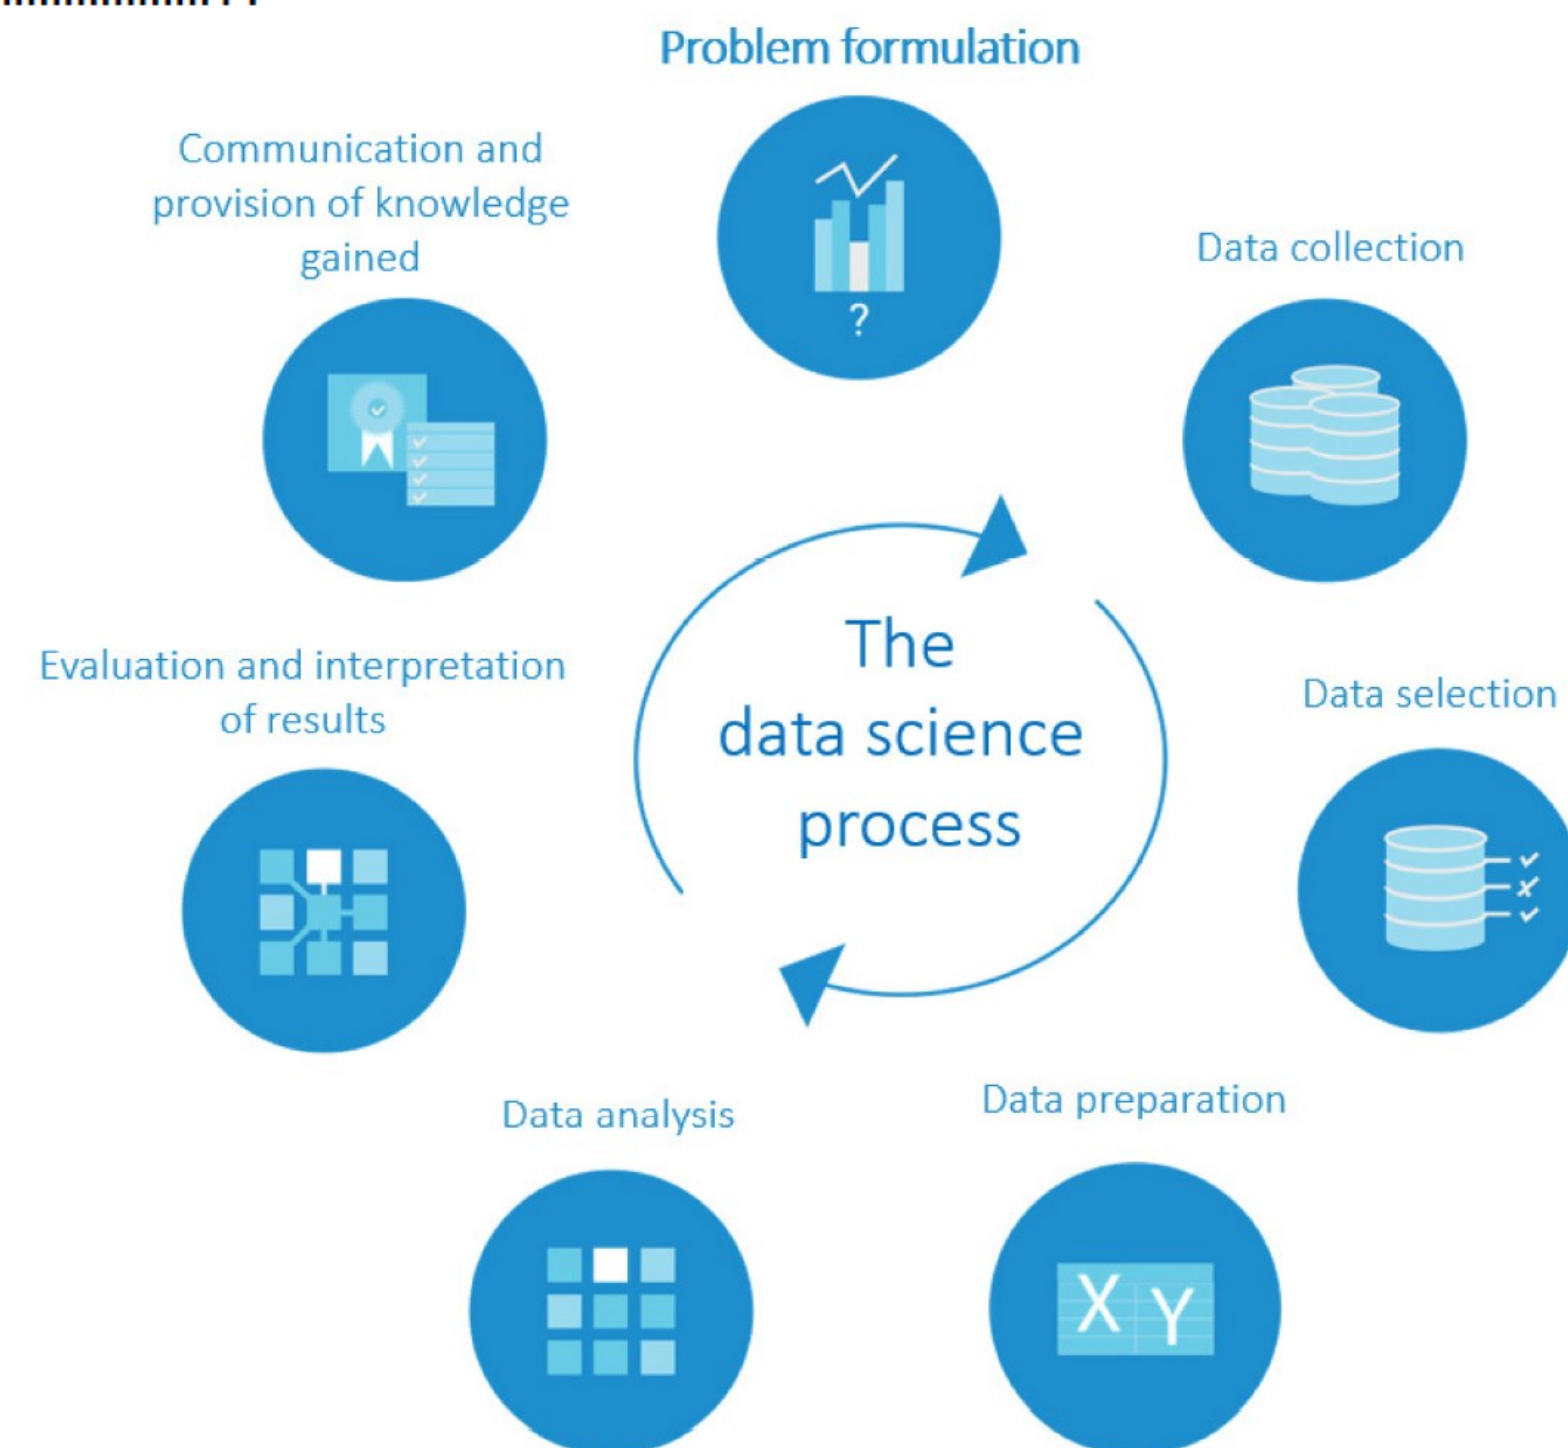 Problem formulation
Communication and
provision of knowledge
gained
?
Data collection
The
data science
process
Evaluation and interpretation
of results
Data selection
Data analysis
Data preparation
X Y